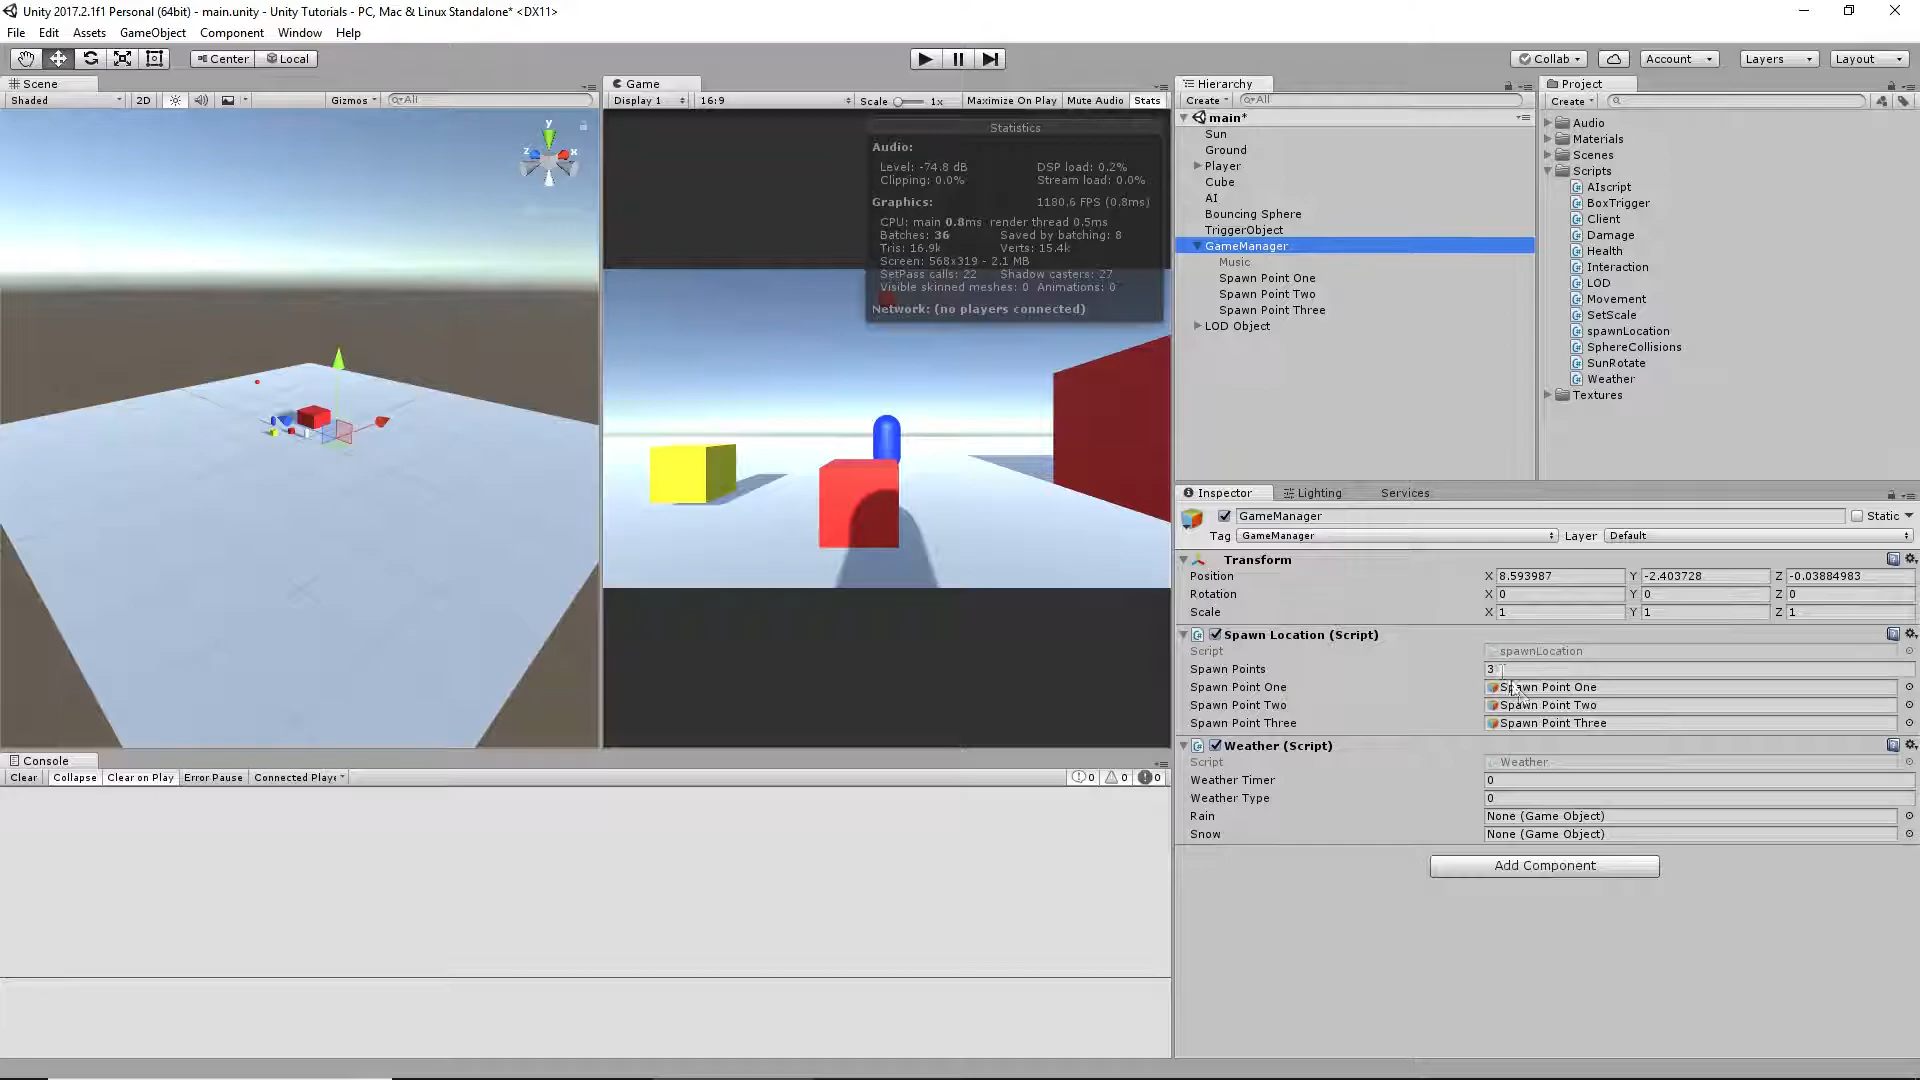 Unity 2017.2.1f1 Personal (64bit) - main.unity - Unity Tutorials - PC, Mac & Linux Standalone* <DX11>
File Edit Assets GameObject Component Window Help
Center Local
Collab Account Layers Layout
Scene
Shaded 2D Gizmos All
y
z x
Game
Display 1 16:9 Scale 1x Maximize On Play Mute Audio Stats
Statistics
Audio:
Level: -74.8 dB DSP load: 0.2%
Clipping: 0.0% Stream load: 0.0%
Graphics: 1180.6 FPS (0.8ms)
CPU: main 0.8ms render thread 0.5ms
Batches: 36 Saved by batching: 8
Tris: 16.9k Verts: 15.4k
Screen: 568x319 - 2.1 MB
SetPass calls: 22 Shadow casters: 27
Visible skinned meshes: 0 Animations: 0
Network: (no players connected)
Hierarchy
Create All
main*
Sun
Ground
Player
Cube
AI
Bouncing Sphere
TriggerObject
GameManager
Music
Spawn Point One
Spawn Point Two
Spawn Point Three
LOD Object
Project
Create
Audio
Materials
Scenes
Scripts
AIscript
BoxTrigger
Client
Damage
Health
Interaction
LOD
Movement
SetScale
spawnLocation
SphereCollisions
SunRotate
Weather
Textures
Inspector Lighting Services
GameManager Static
Tag GameManager Layer Default
Transform
Position X 8.593987 Y -2.403728 Z -0.03884983
Rotation X 0 Y 0 Z 0
Scale X 1 Y 1 Z 1
Spawn Location (Script)
Script spawnLocation
Spawn Points 3
Spawn Point One Spawn Point One
Spawn Point Two Spawn Point Two
Spawn Point Three Spawn Point Three
Weather (Script)
Script Weather
Weather Timer 0
Weather Type 0
Rain None (Game Object)
Snow None (Game Object)
Add Component
Console
Clear Collapse Clear on Play Error Pause Connected Playe 0 0 0